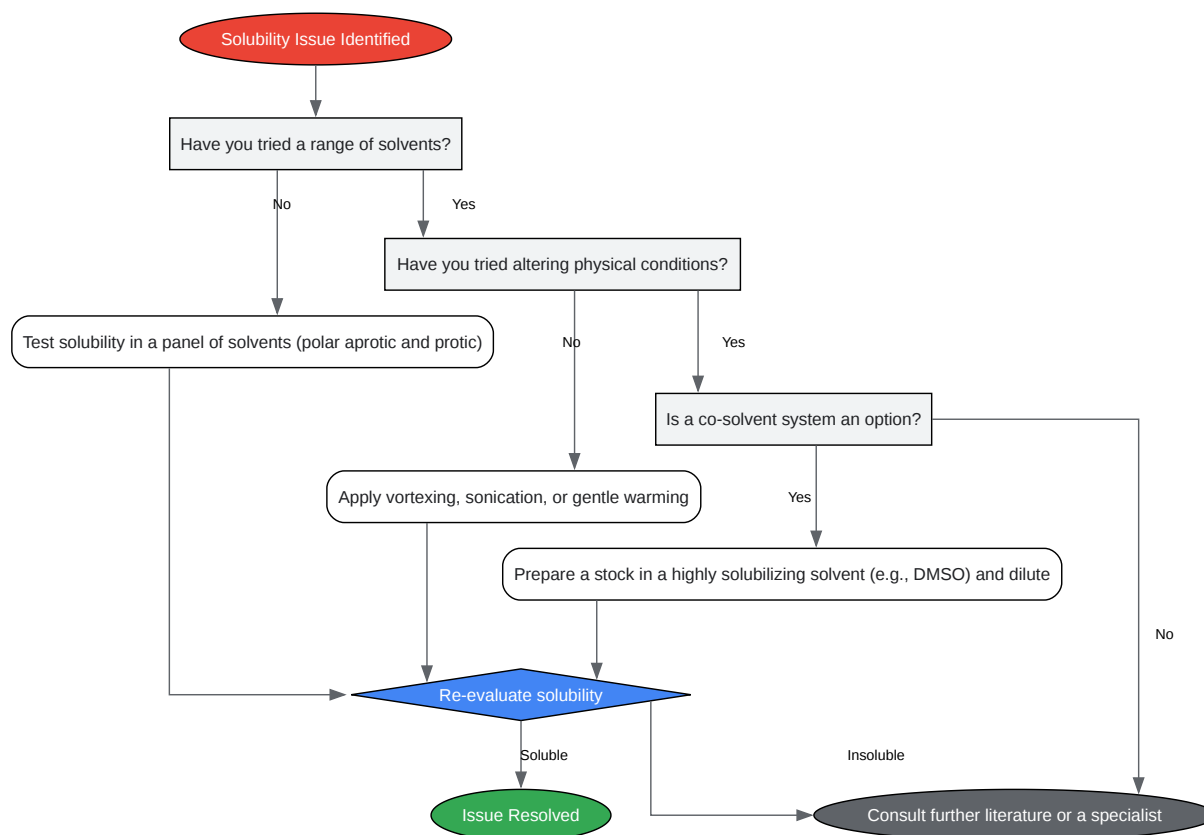 Solubility Issue Identified
Have you tried a range of solvents?
No
Yes
Have you tried altering physical conditions?
Test solubility in a panel of solvents (polar aprotic and protic)
No
Yes
Is a co-solvent system an option?
Apply vortexing, sonication, or gentle warming
Yes
Prepare a stock in a highly solubilizing solvent (e.g., DMSO) and dilute
No
Re-evaluate solubility
Soluble
Insoluble
Issue Resolved
Consult further literature or a specialist